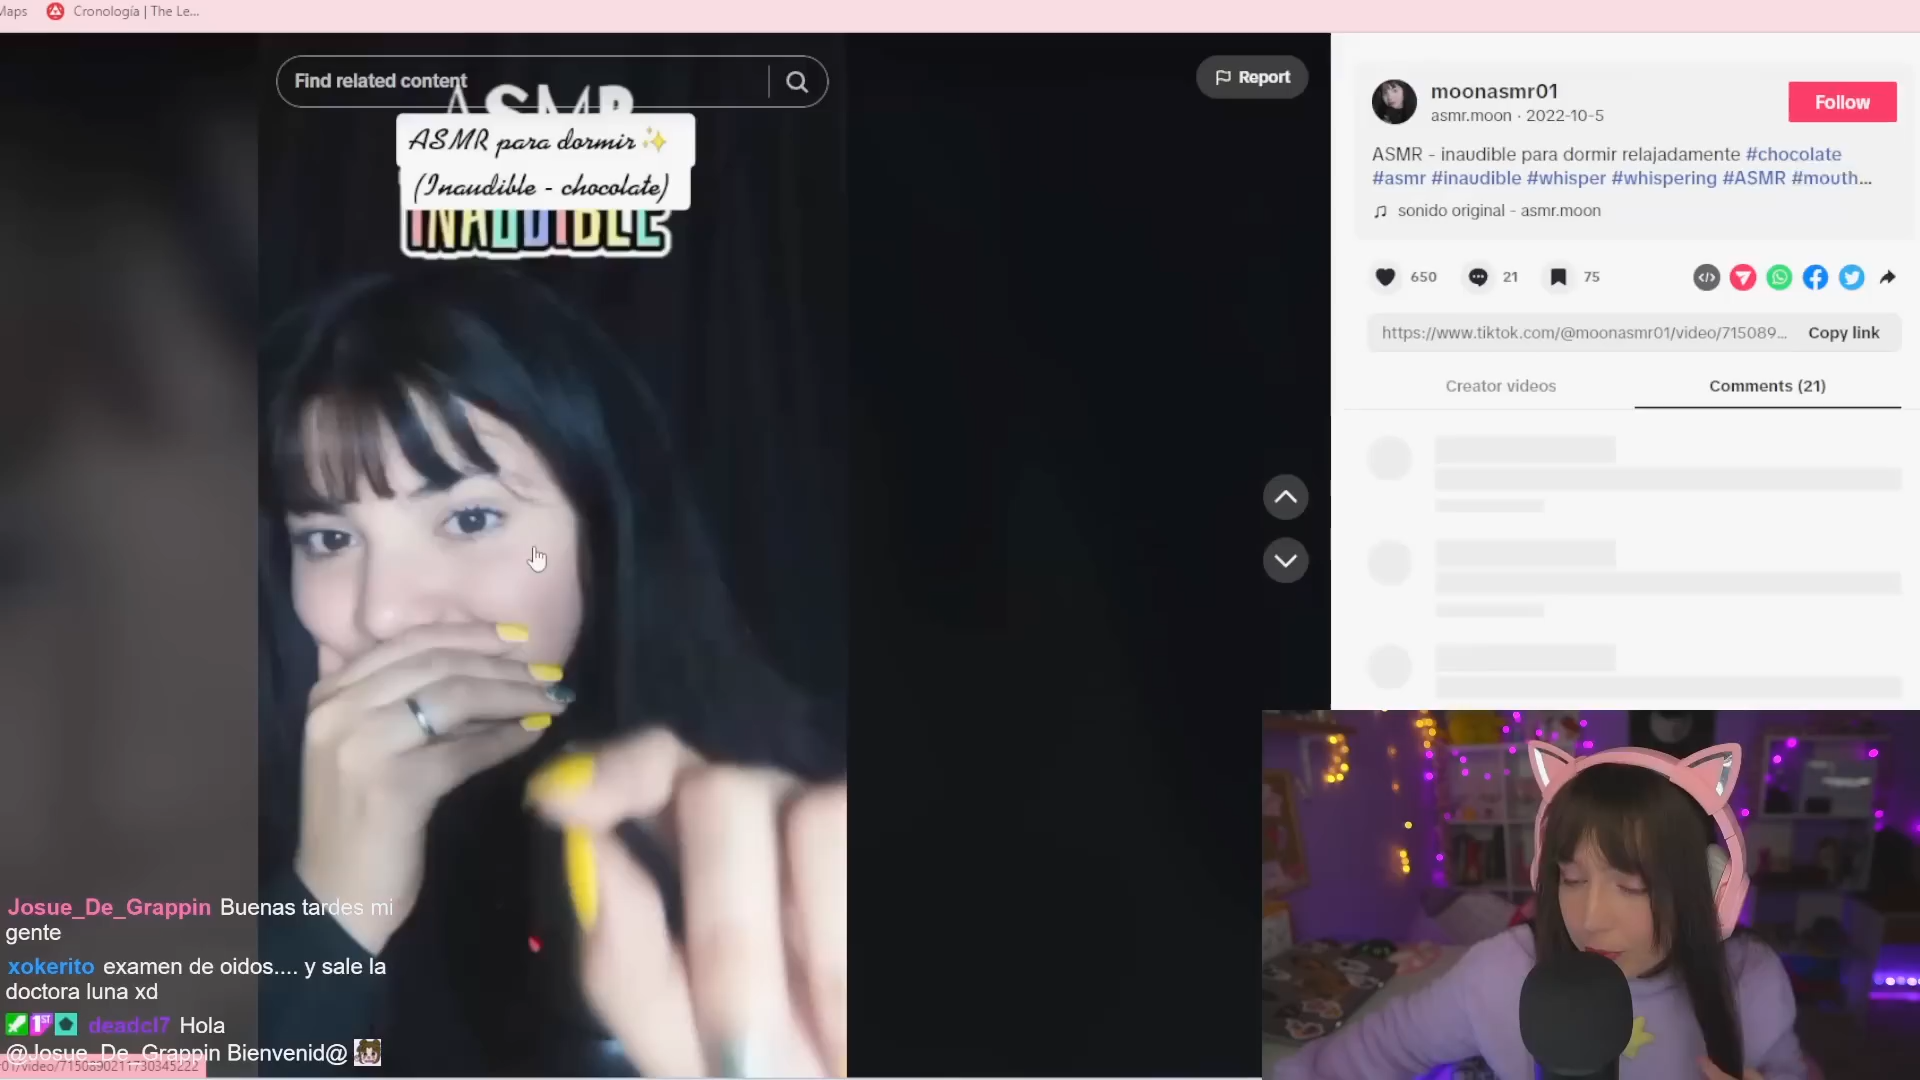 Maps
Cronología | The Le...
Find related content
Report
ASMR
ASMR para dormir✨
(Inaudible - chocolate)
INAUDIBLE
moonasmr01
asmr.moon · 2022-10-5
Follow
ASMR - inaudible para dormir relajadamente #chocolate
#asmr #inaudible #whisper #whispering #ASMR #mouth...
sonido original - asmr.moon
650
21
75
https://www.tiktok.com/@moonasmr01/video/715089...
Copy link
Creator videos
Comments (21)
Josue_De_Grappin Buenas tardes mi
gente
xokerito examen de oidos.... y sale la
doctora luna xd
1ST deadcl7 Hola
@Josue_De_Grappin Bienvenid@
01/video/7150890211730345222